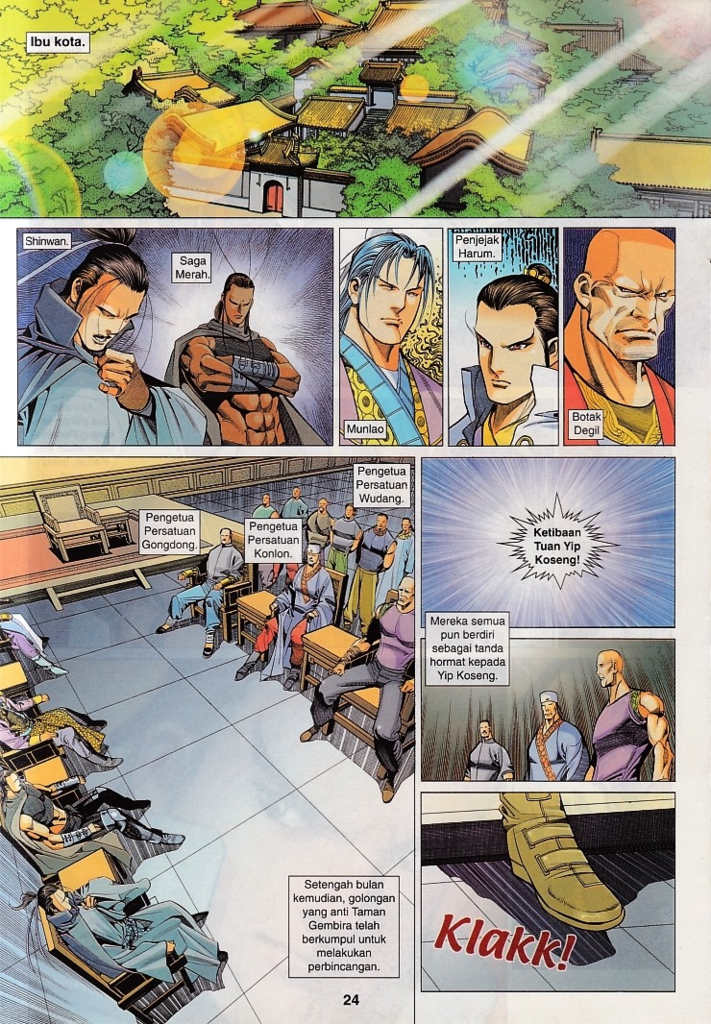 Ibu kota.
Shinwan.
Saga
Merah.
Munlao
Penjejak
Harum.
Botak
Degil
Pengetua
Persatuan
Wudang.
Pengetua
Persatuan
Gongdong.
Pengetua
Persatuan
Konlon.
Setengah bulan
kemudian, golongan
yang anti Taman
Gembira telah
berkumpul untuk
melakukan
perbincangan.
Ketibaan
Tuan Yip
Koseng!
Mereka semua
pun berdiri
sebagai tanda
hormat kepada
Yip Koseng.
Klakk!
24